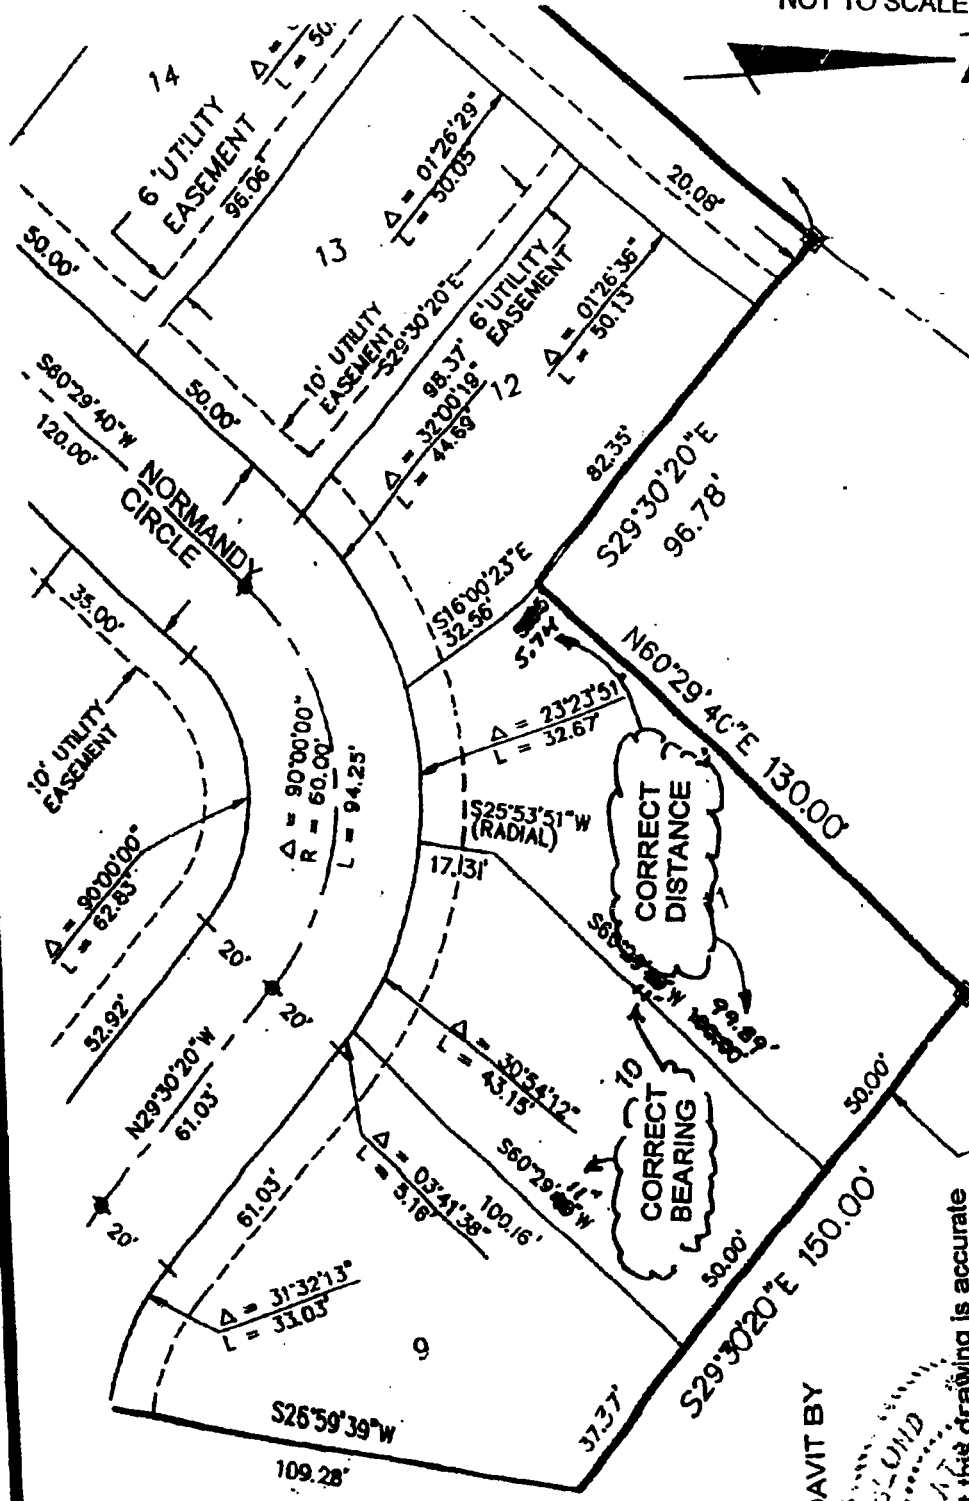 NOT TO SCALE
14
6 'UTILITY
EASEMENT
96.06'
Δ = 01°26'29"
L = 50.05'
13
20.08'
50.00'
10' UTILITY
EASEMENT
S29°30'20"E
98.37'
6 'UTILITY
EASEMENT
Δ = 01°26'36"
L = 50.13'
12
Δ = 32°00'19"
L = 44.69'
S60°29'40"W
120.00'
50.00'
NORMANDY
CIRCLE
82.35'
S29°30'20"E
96.78'
35.00'
S16°00'23"E
32.56'
5.74
N60°29'40"E 130.00'
10' UTILITY
EASEMENT
Δ = 90°00'00"
R = 60.00'
L = 94.25'
Δ = 23°23'51"
L = 32.67'
CORRECT
DISTANCE
S25°53'51"W
(RADIAL)
17.31'
Δ = 90°00'00"
L = 62.83'
52.92'
20'
20'
99.89'
N29°30'20"W
61.03'
Δ = 30°54'12"
L = 43.15'
10
CORRECT
BEARING
50.00'
Δ = 03°41'38"
L = 5.16'
100.16'
61.03'
20'
50.00'
S29°30'20"E 150.00'
Δ = 31°32'13"
L = 33.03'
9
S26°59'39"W
109.28'
37.37'
DAVIT BY
this drawing is accurate